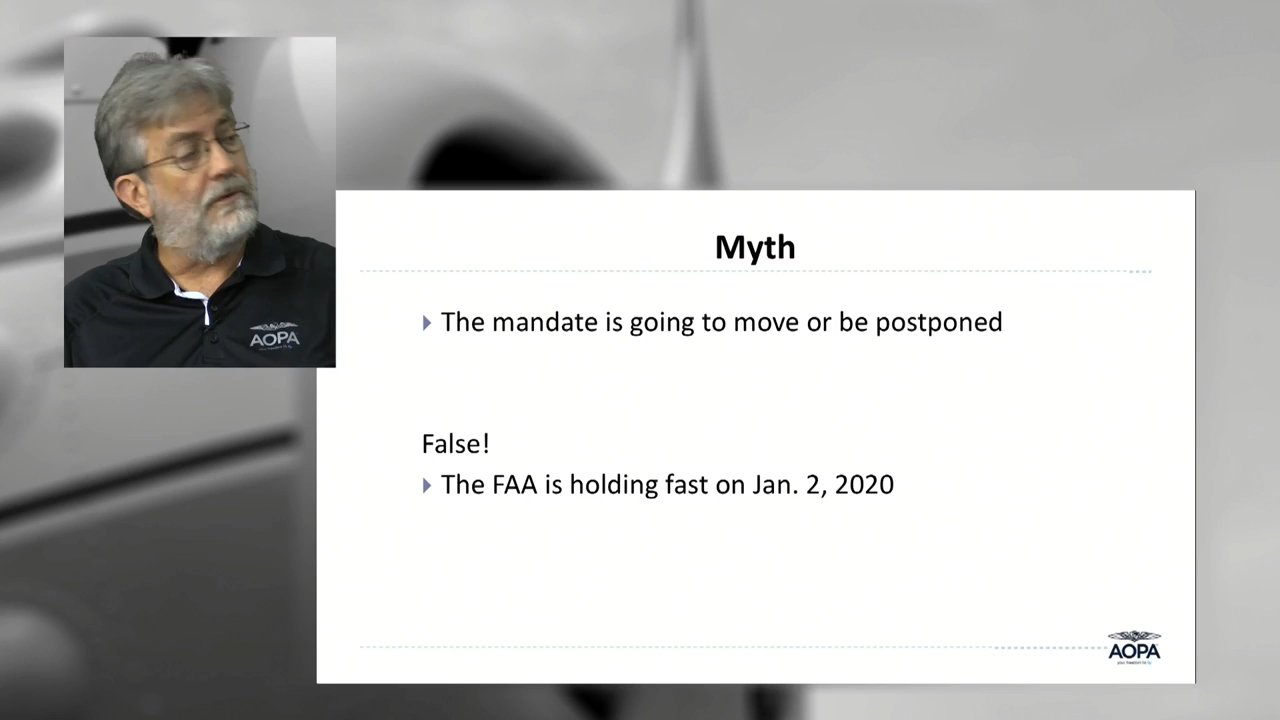 AOPA
Myth
The mandate is going to move or be postponed
False!
The FAA is holding fast on Jan. 2, 2020
AOPA